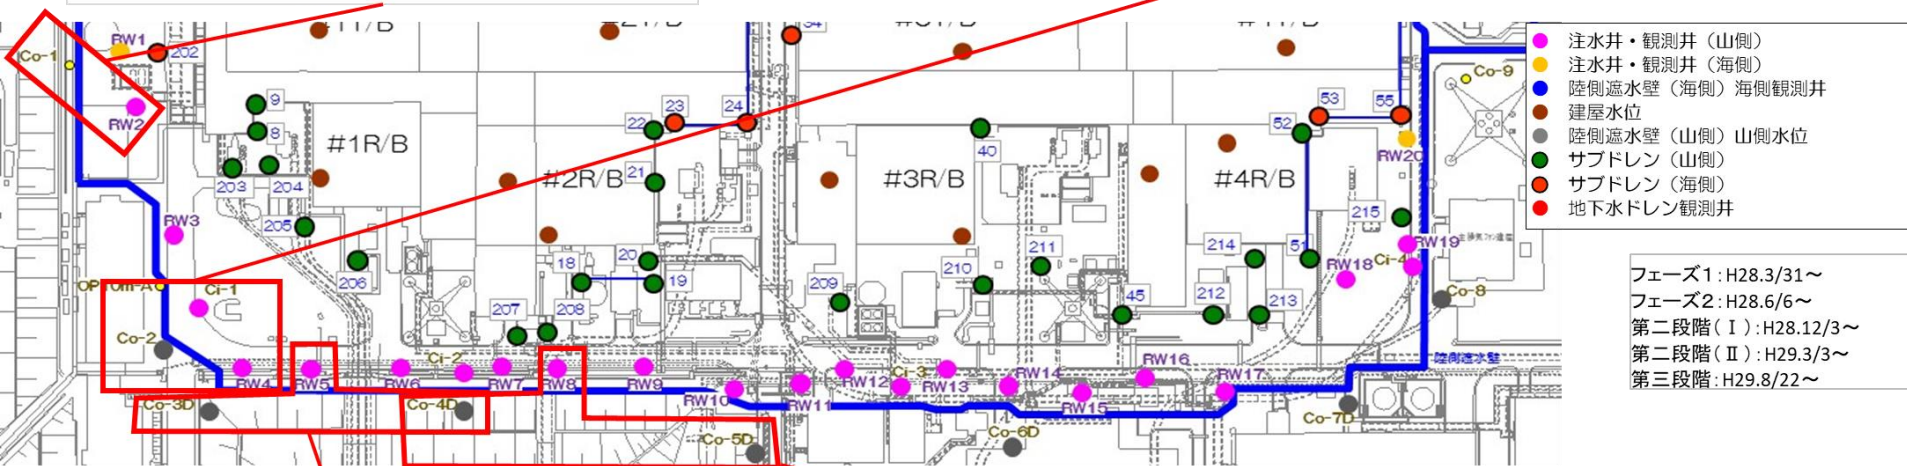 RW1
202
Co-1
RW2
9
8
#1R/B
203
204
205
206
RW3
Ci-1
Co-2
22
23
24
21
#2R/B
20
18
19
207
208
40
#3R/B
209
210
211
45
53
55
52
RW20
#4R/B
215
214
51
212
213
RW18
Ci-4
RW19
Co-9
Co-8
陸側遮水壁
RW4
RW5
RW6
Ci-2
RW7
RW8
RW9
RW10
RW11
RW12
Ci-3
RW13
RW14
RW15
RW16
RW17
Co-3D
Co-4D
Co-5D
Co-6D
Co-7D
注水井・観測井（山側）
注水井・観測井（海側）
陸側遮水壁（海側）海側観測井
建屋水位
陸側遮水壁（山側）山側水位
サブドレン（山側）
サブドレン（海側）
地下水ドレン観測井
フェーズ1：H28.3/31～
フェーズ2：H28.6/6～
第二段階（Ⅰ）：H28.12/3～
第二段階（Ⅱ）：H29.3/3～
第三段階：H29.8/22～